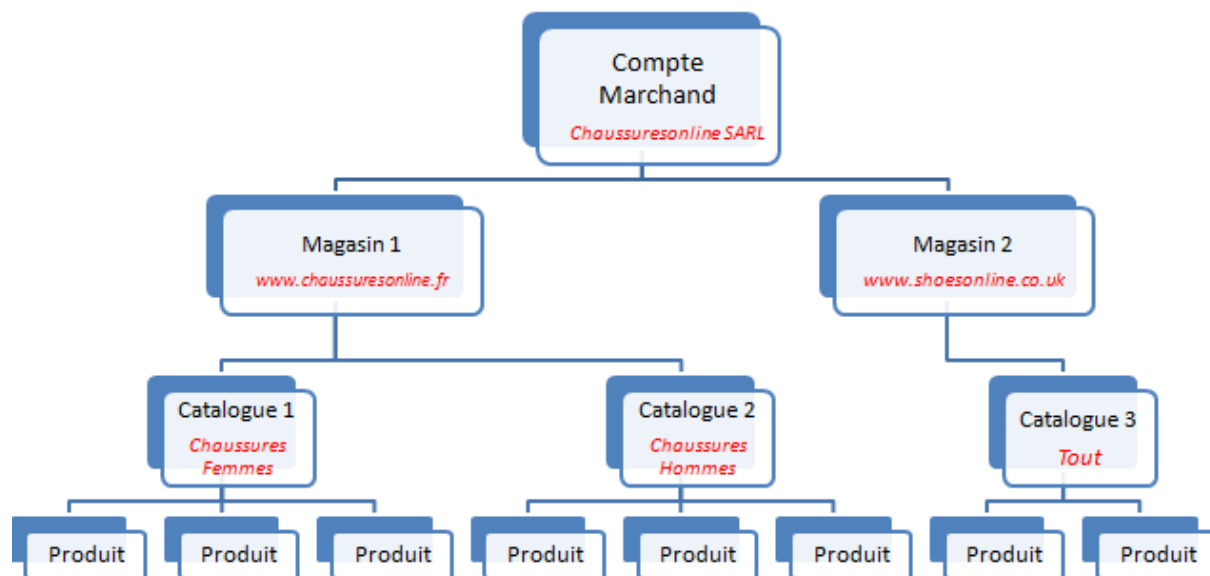 Compte
Marchand
Chaussuresonline SARL
Magasin 1
www.chaussuresonline.fr
Magasin 2
www.shoesonline.co.uk
Catalogue 1
Chaussures
Femmes
Catalogue 2
Chaussures
Hommes
Catalogue 3
Tout
Produit
Produit
Produit
Produit
Produit
Produit
Produit
Produit